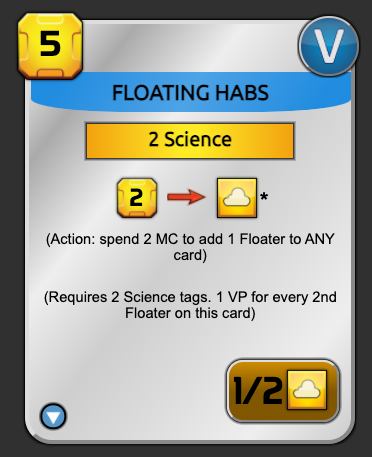 5
V
FLOATING HABS
2 Science
2
*
(Action: spend 2 MC to add 1 Floater to ANY
card)
(Requires 2 Science tags. 1 VP for every 2nd
Floater on this card)
1/2